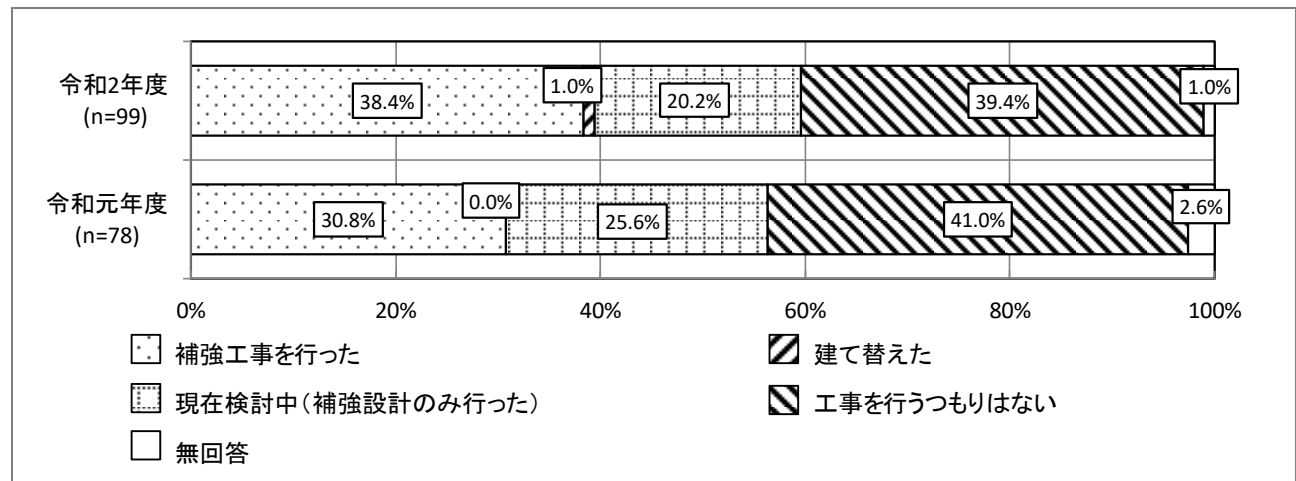 令和2年度
(n=99)
38.4%
1.0%
20.2%
39.4%
1.0%
令和元年度
(n=78)
30.8%
0.0%
25.6%
41.0%
2.6%
0% 20% 40% 60% 80% 100%
補強工事を行った 建て替えた
現在検討中(補強設計のみ行った) 工事を行うつもりはない
無回答